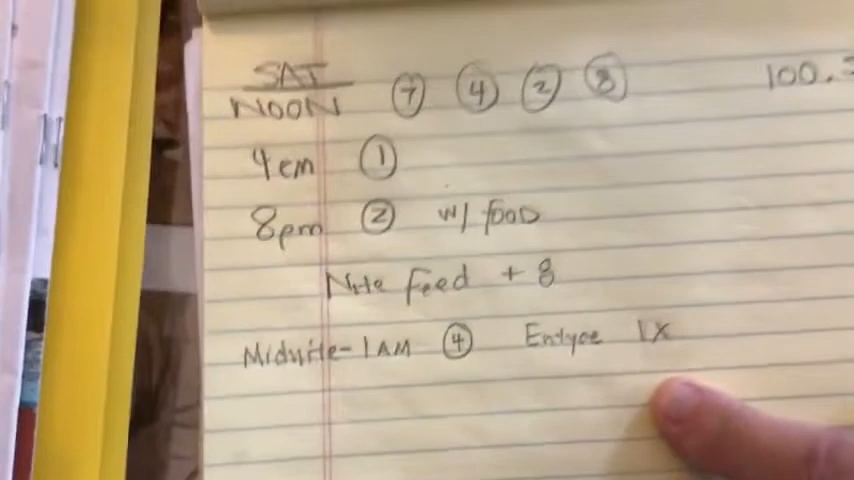 SAT
NOON 7 4 2 8 100.
4pm 1
8pm 2 w/ food
Nite feed + 8
Midnite-1AM 4 Entyce 1X